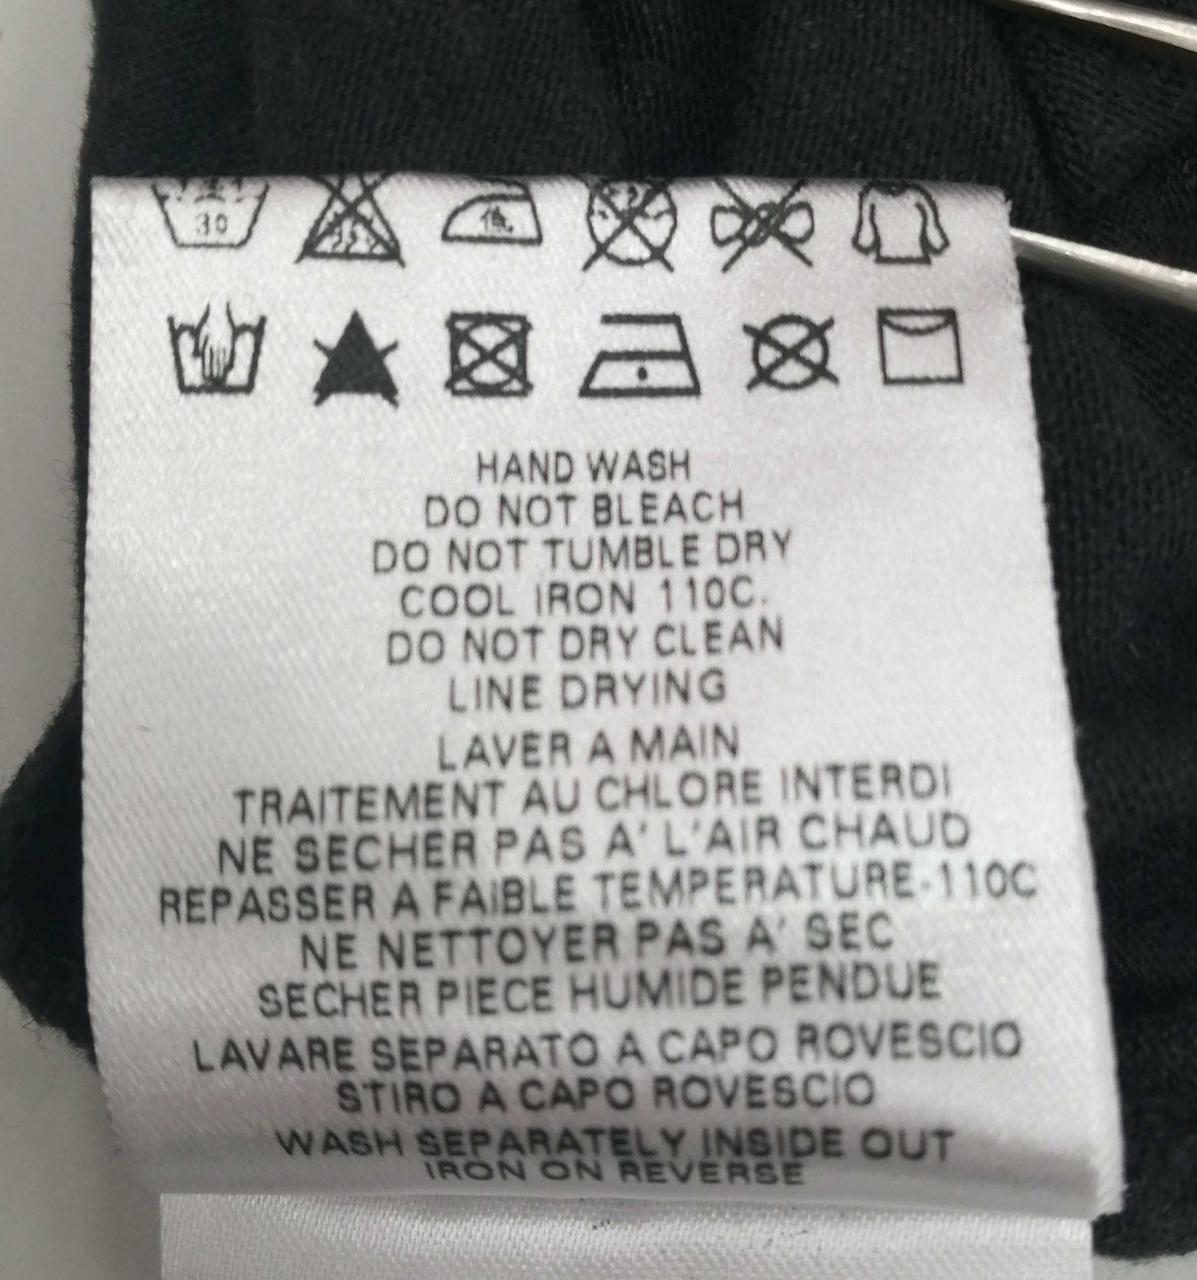 30
HAND WASH
DO NOT BLEACH
DO NOT TUMBLE DRY
COOL IRON 110C.
DO NOT DRY CLEAN
LINE DRYING
LAVER A MAIN
TRAITEMENT AU CHLORE INTERDI
NE SECHER PAS A' L'AIR CHAUD
REPASSER A FAIBLE TEMPERATURE-110C
NE NETTOYER PAS A' SEC
SECHER PIECE HUMIDE PENDUE
LAVARE SEPARATO A CAPO ROVESCIO
STIRO A CAPO ROVESCIO
WASH SEPARATELY INSIDE OUT
IRON ON REVERSE